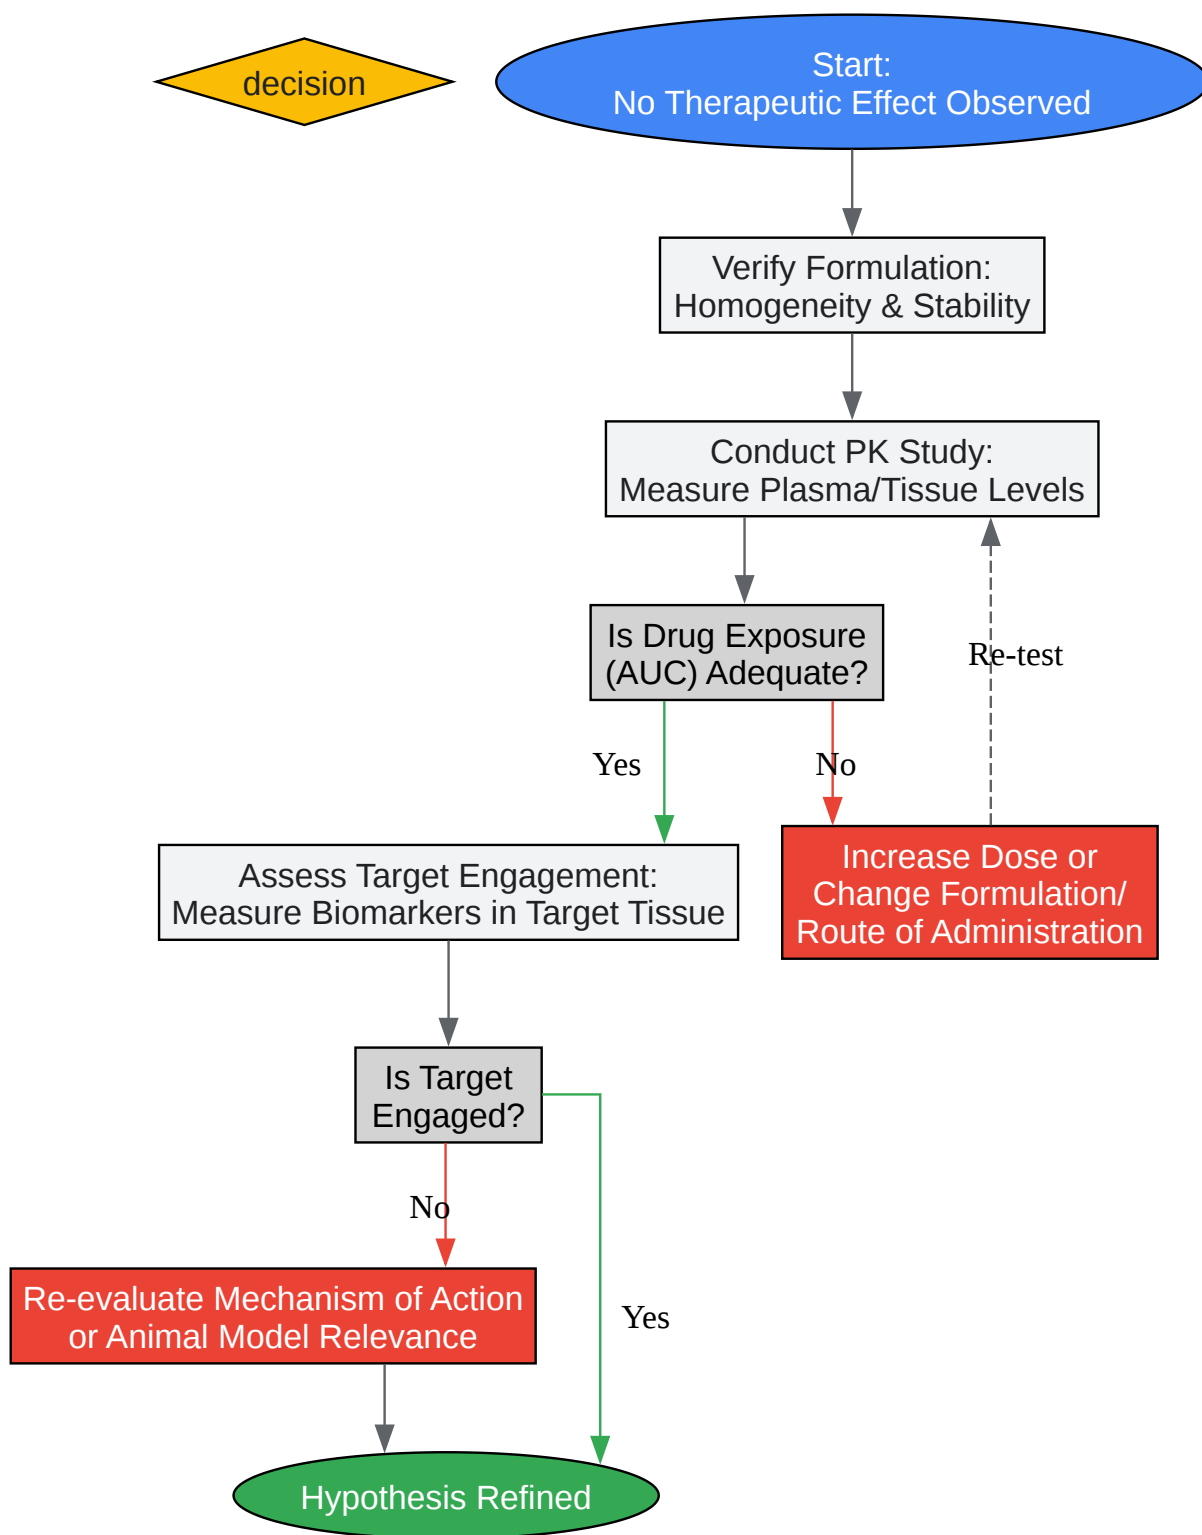 decision
Start:
No Therapeutic Effect Observed
Verify Formulation:
Homogeneity & Stability
Conduct PK Study:
Measure Plasma/Tissue Levels
Is Drug Exposure
(AUC) Adequate?
Re-test
Yes
No
Increase Dose or
Change Formulation/
Route of Administration
Assess Target Engagement:
Measure Biomarkers in Target Tissue
Is Target
Engaged?
No
Yes
Re-evaluate Mechanism of Action
or Animal Model Relevance
Hypothesis Refined